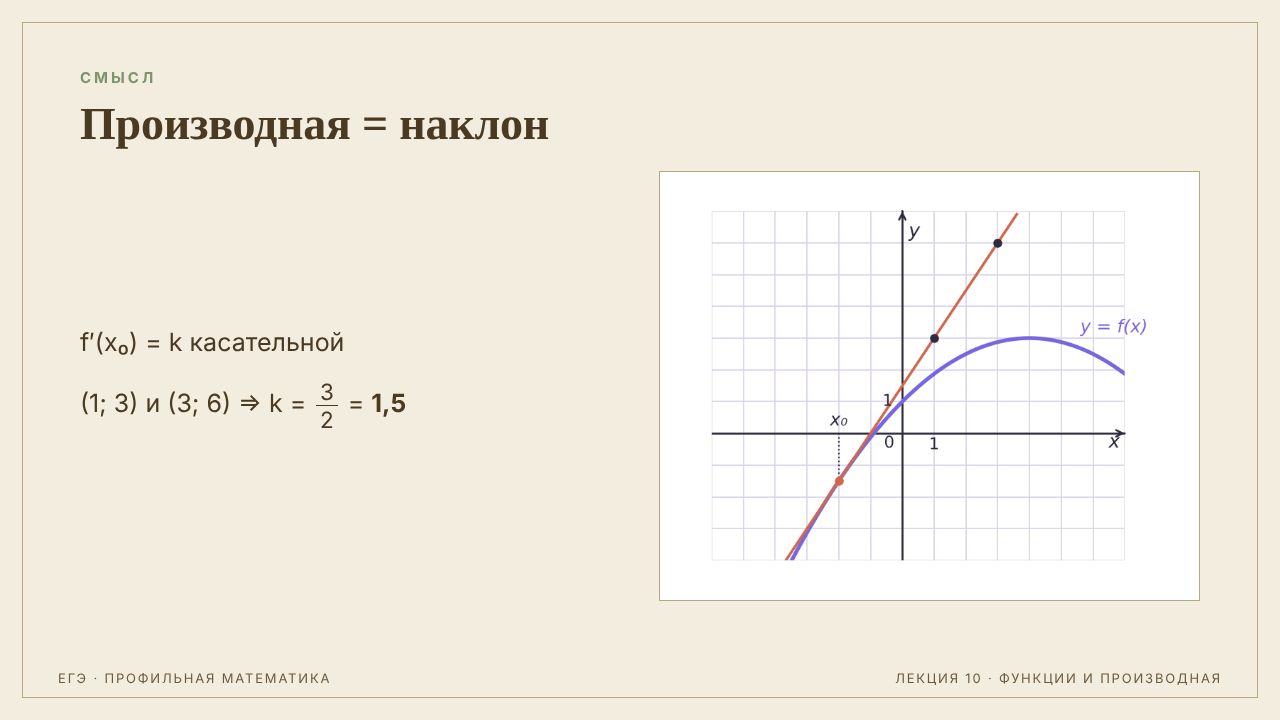 СМЫСЛ
Производная = наклон
f′(x₀) = k касательной
(1; 3) и (3; 6) ⇒ k = 3/2 = 1,5
y
y = f(x)
1
x₀
0
1
x
ЕГЭ · ПРОФИЛЬНАЯ МАТЕМАТИКА
ЛЕКЦИЯ 10 · ФУНКЦИИ И ПРОИЗВОДНАЯ